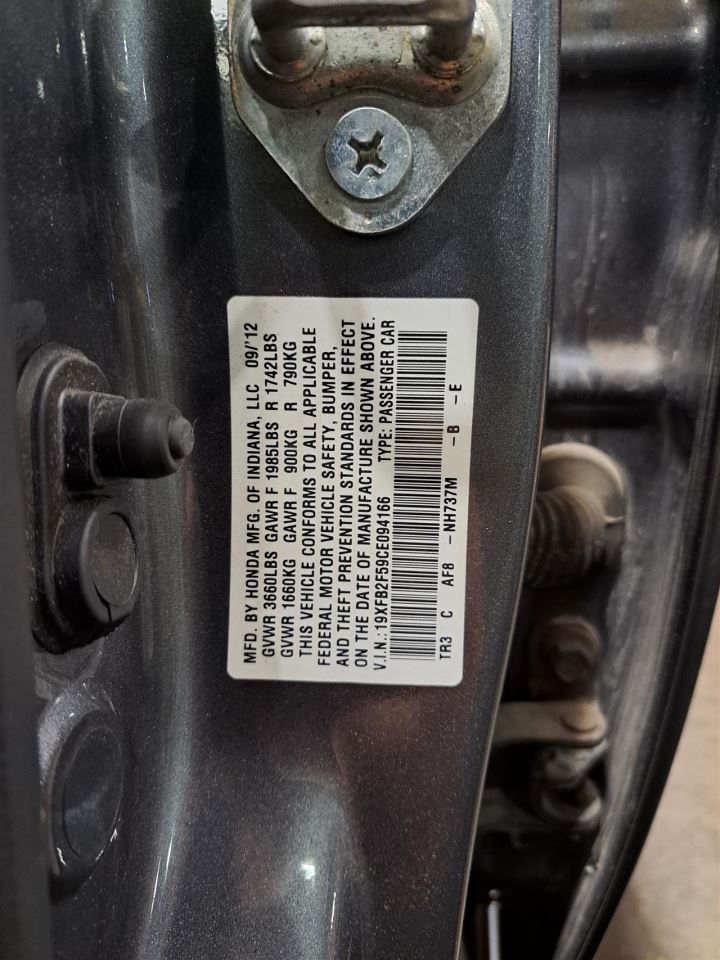 MFD. BY HONDA MFG. OF INDIANA, LLC 09/'12
GVWR 3660LBS GAWR F 1985LBS R 1742LBS
GVWR 1660KG GAWR F 900KG R 790KG
THIS VEHICLE CONFORMS TO ALL APPLICABLE
FEDERAL MOTOR VEHICLE SAFETY, BUMPER,
AND THEFT PREVENTION STANDARDS IN EFFECT
ON THE DATE OF MANUFACTURE SHOWN ABOVE.
V.I.N.:19XFB2F59CE094166 TYPE: PASSENGER CAR
TR3 C AF8 -NH737M -B -E